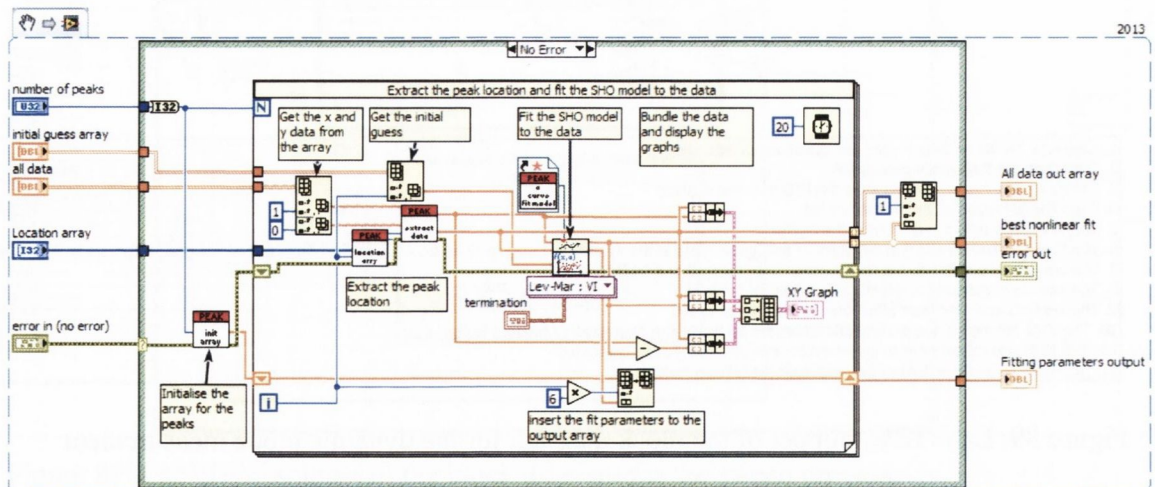 2013
No Error
number of peaks
U32
I32
N
Extract the peak location and fit the SHO model to the data
Get the x and
y data from
the array
Get the initial
guess
Fit the SHO model
to the data
Bundle the data
and display the
graphs
20
initial guess array
DBL
all data
DBL
PEAK
a
curve
fit model
1
0
PEAK
extract
data
PEAK
location
arry
Location array
I32
Extract the peak
location
Lev-Mar : VI
termination
1
All data out array
DBL
best nonlinear fit
DBL
error out
XY Graph
error in (no error)
PEAK
init
array
Initialise the
array for the
peaks
i
6
insert the fit parameters to the
output array
Fitting parameters output
DBL